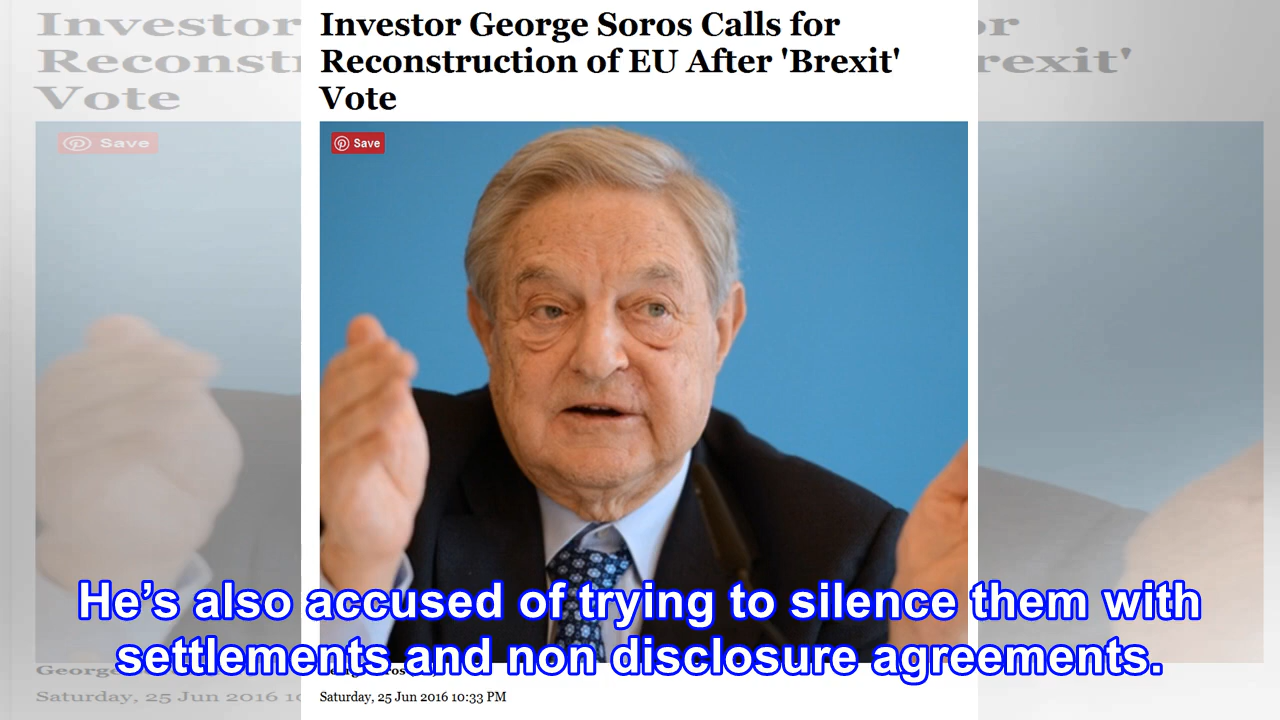 Investor George Soros Calls for
Reconstruction of EU After 'Brexit'
Vote
Save
He's also accused of trying to silence them with
settlements and non disclosure agreements.
Saturday, 25 Jun 2016 10:33 PM